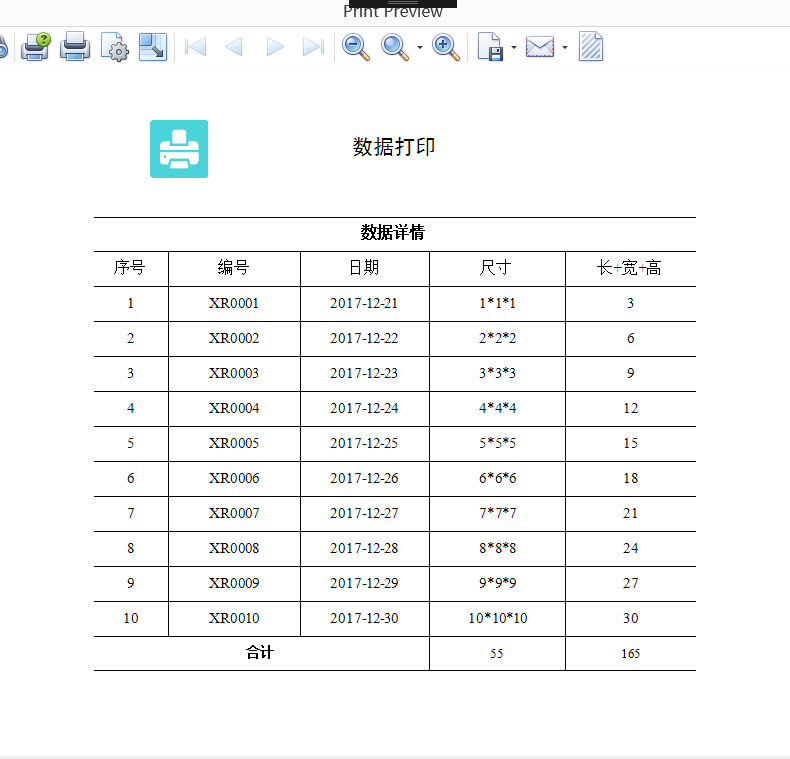 Print Preview
数据打印
数据详情
序号 编号 日期 尺寸 长+宽+高
1 XR0001 2017-12-21 1*1*1 3
2 XR0002 2017-12-22 2*2*2 6
3 XR0003 2017-12-23 3*3*3 9
4 XR0004 2017-12-24 4*4*4 12
5 XR0005 2017-12-25 5*5*5 15
6 XR0006 2017-12-26 6*6*6 18
7 XR0007 2017-12-27 7*7*7 21
8 XR0008 2017-12-28 8*8*8 24
9 XR0009 2017-12-29 9*9*9 27
10 XR0010 2017-12-30 10*10*10 30
合计 55 165